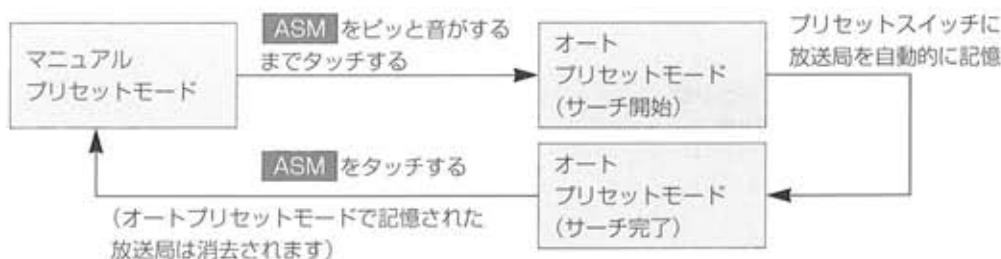 マニュアル
プリセットモード
ASM をピッと音がする
までタッチする
オート
プリセットモード
(サーチ開始)
プリセットスイッチに
放送局を自動的に記憶
オート
プリセットモード
(サーチ完了)
ASM をタッチする
(オートプリセットモードで記憶された
放送局は消去されます)